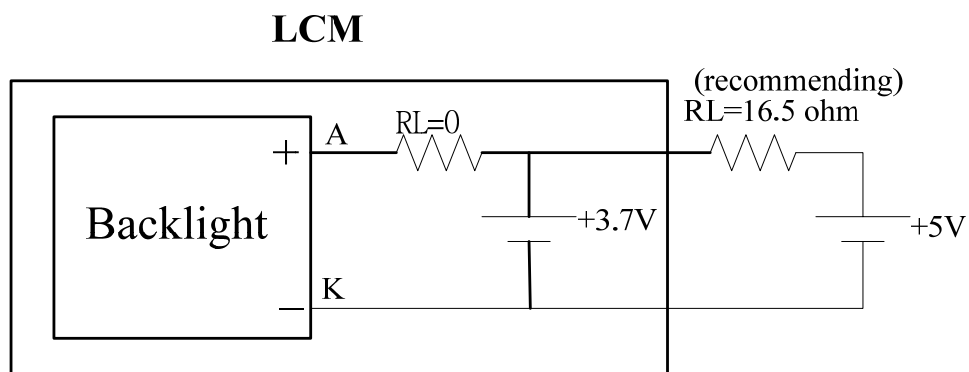 LCM
(recommending)
RL=16.5 ohm
RL=0
A
+
Backlight
+3.7V
+5V
K
−